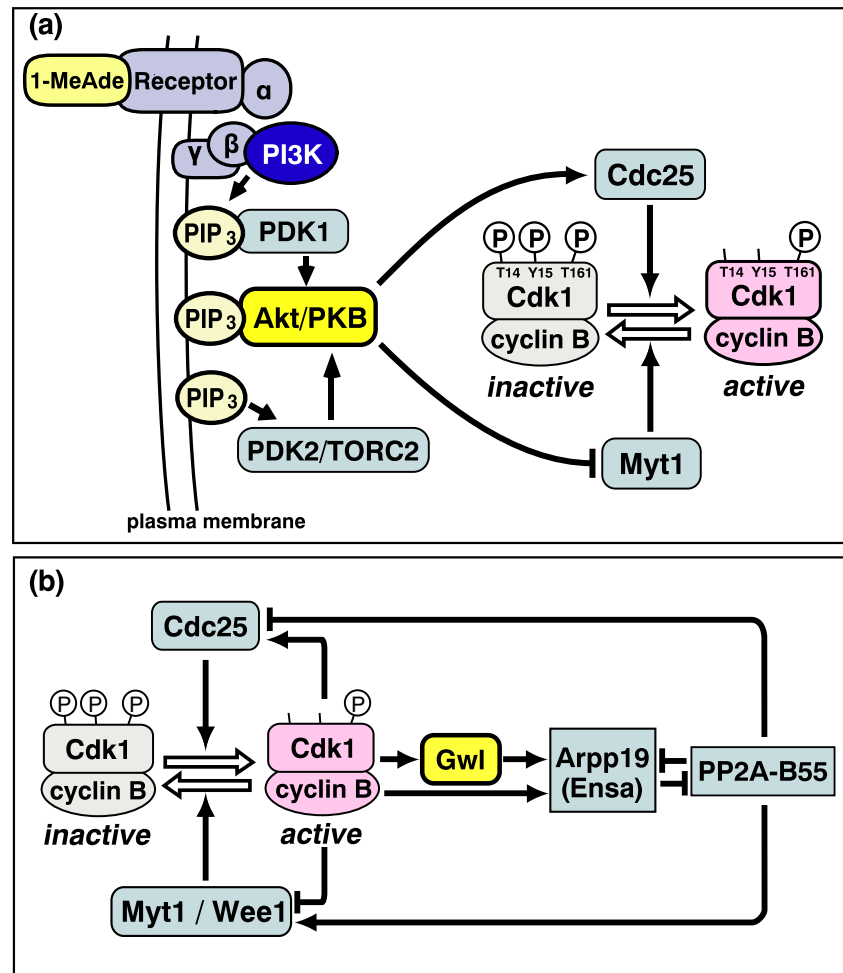 (a)
1-MeAde
Receptor
α
γ
β
PI3K
PIP3
PDK1
PIP3
Akt/PKB
PIP3
PDK2/TORC2
plasma membrane
Cdc25
P P P
T14 Y15 T161
Cdk1
cyclin B
inactive
P
T14 Y15 T161
Cdk1
cyclin B
active
Myt1
(b)
Cdc25
P P P
Cdk1
cyclin B
inactive
P
Cdk1
cyclin B
active
Gwl
Arpp19
(Ensa)
PP2A-B55
Myt1 / Wee1